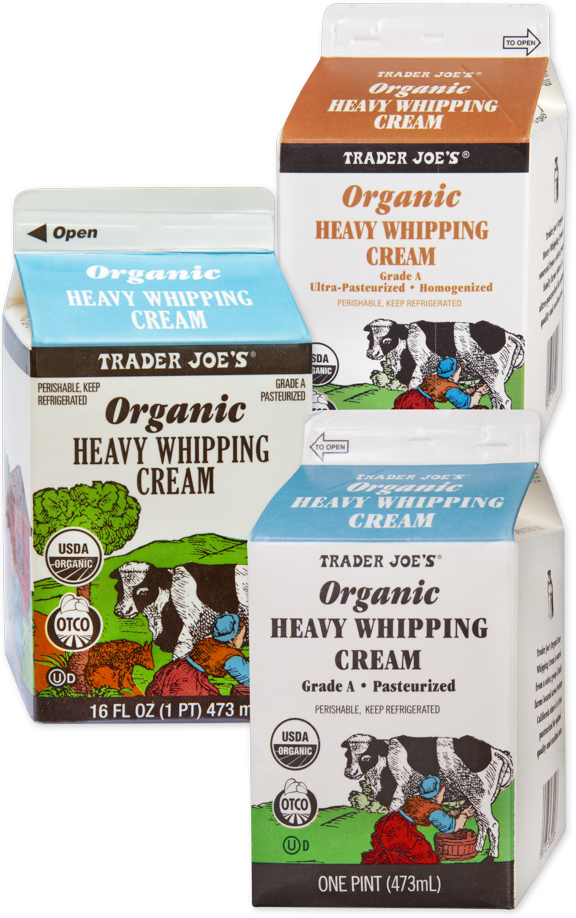 TO OPEN
TRADER JOE'S®
Organic
HEAVY WHIPPING
CREAM
TRADER JOE'S®
Organic
HEAVY WHIPPING
CREAM
Grade A
Ultra-Pasteurized • Homogenized
PERISHABLE, KEEP REFRIGERATED
USDA
ORGANIC
Open
Organic
HEAVY WHIPPING
CREAM
TRADER JOE'S®
PERISHABLE, KEEP
REFRIGERATED
GRADE A
PASTEURIZED
Organic
HEAVY WHIPPING
CREAM
USDA
ORGANIC
OTCO
U D
16 FL OZ (1 PT) 473 m
TO OPEN
TRADER JOE'S®
Organic
HEAVY WHIPPING
CREAM
TRADER JOE'S®
Organic
HEAVY WHIPPING
CREAM
Grade A • Pasteurized
PERISHABLE, KEEP REFRIGERATED
USDA
ORGANIC
OTCO
U D
ONE PINT (473mL)